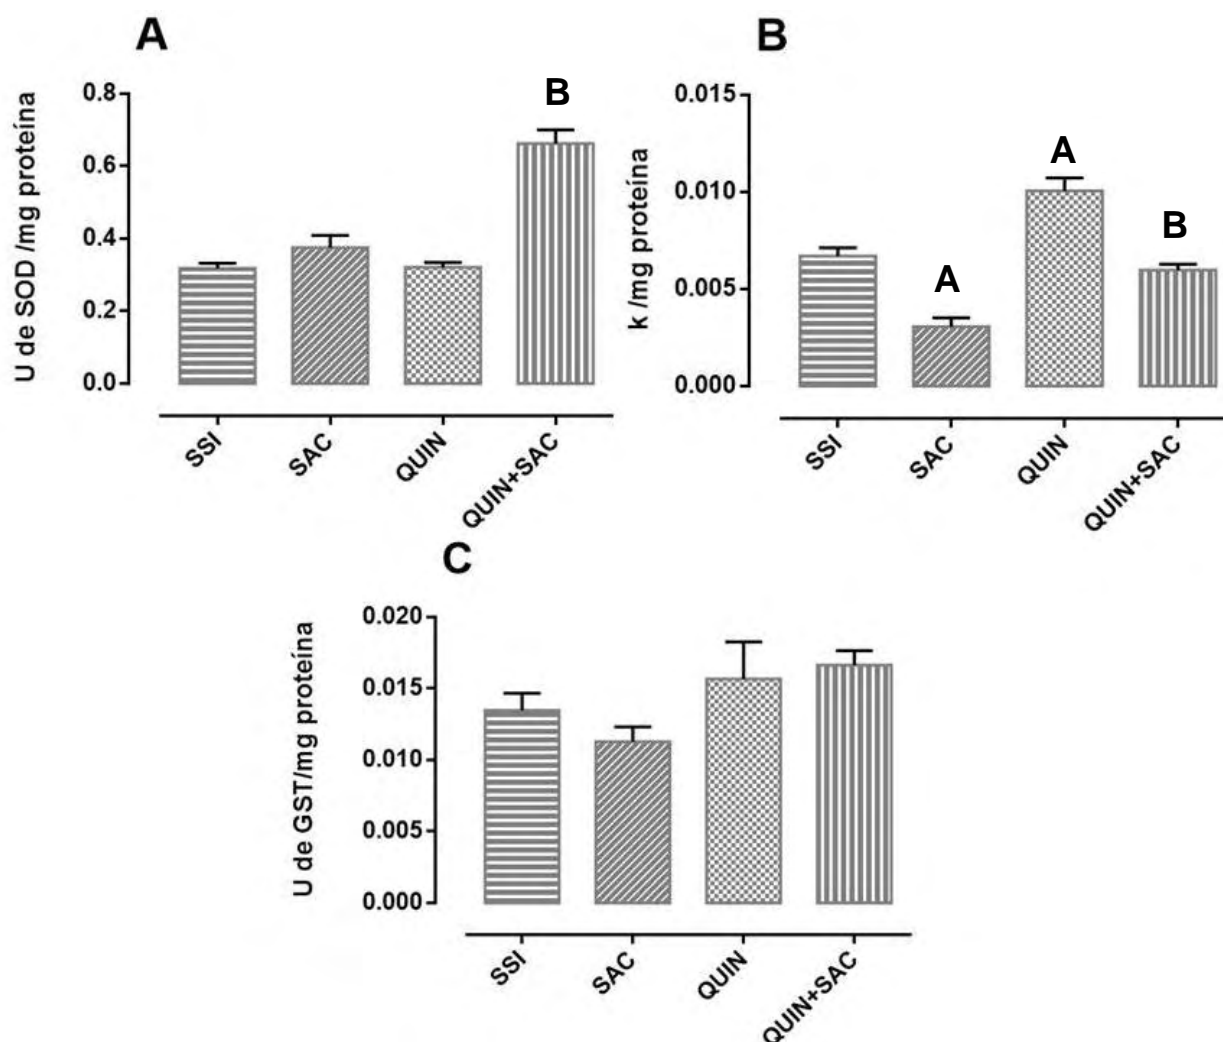 A
U de SOD /mg proteína
0.8
0.6
0.4
0.2
0.0
B
SSI
SAC
QUIN
QUIN+SAC
B
k /mg proteína
0.015
0.010
0.005
0.000
A
A
B
SSI
SAC
QUIN
QUIN+SAC
C
U de GST/mg proteína
0.020
0.015
0.010
0.005
0.000
SSI
SAC
QUIN
QUIN+SAC